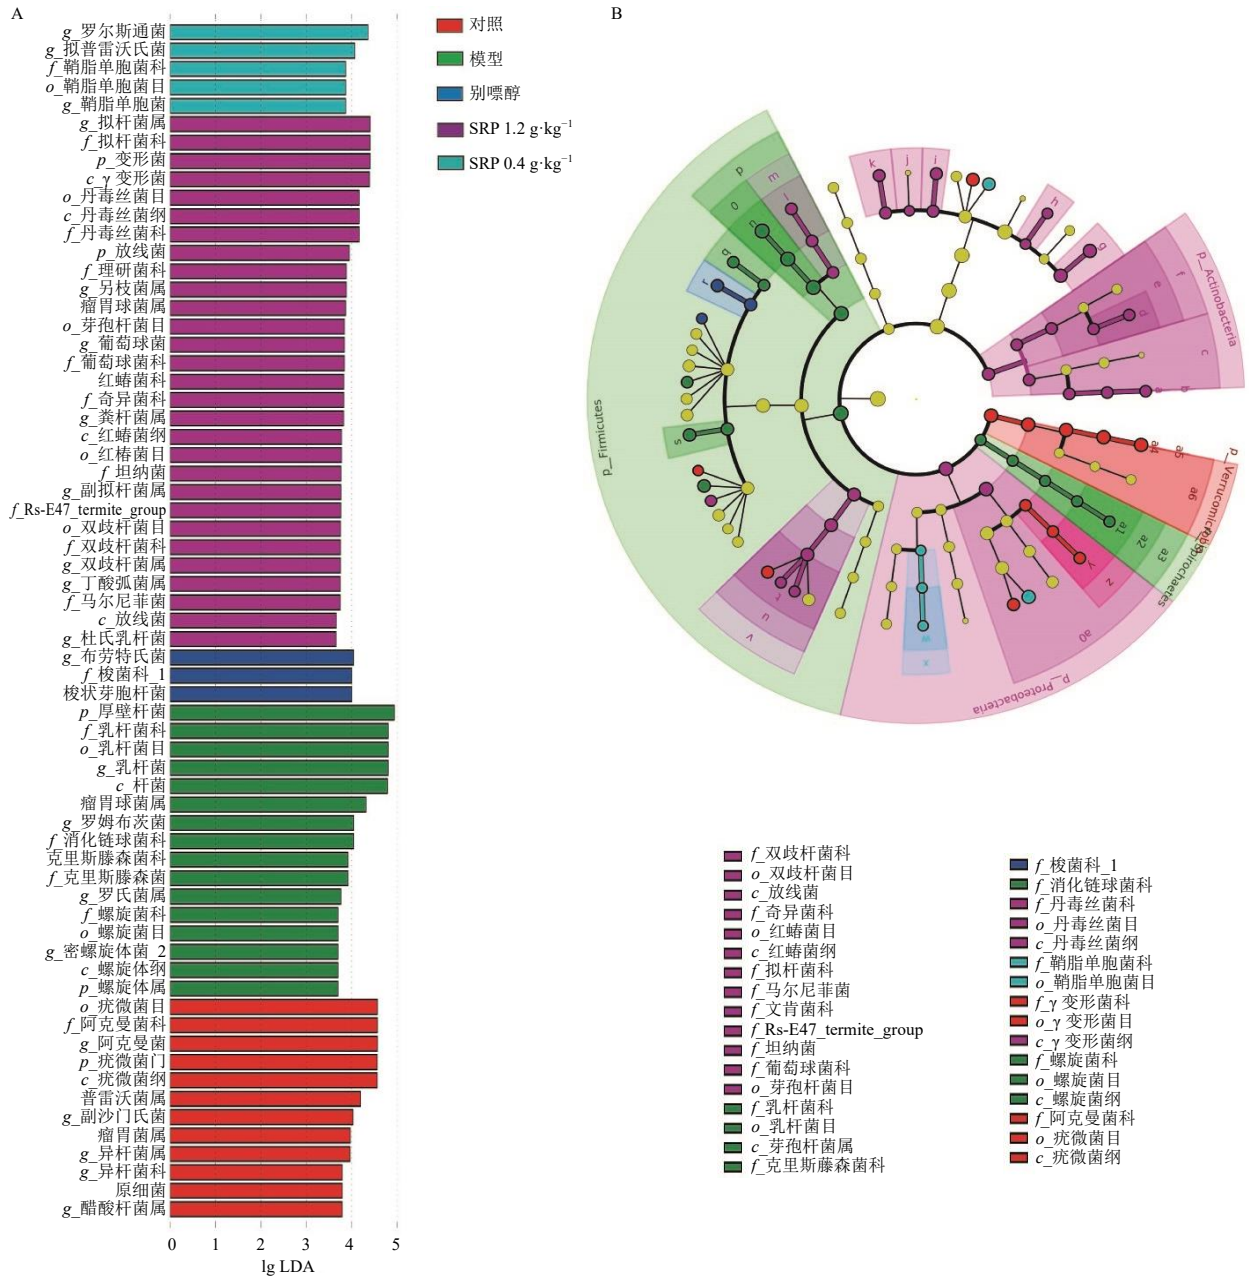 A
g_罗尔斯通菌
g_拟普雷沃氏菌
f_鞘脂单胞菌科
o_鞘脂单胞菌目
g_鞘脂单胞菌
g_拟杆菌属
f_拟杆菌科
p_变形菌
c_γ 变形菌
o_丹毒丝菌目
c_丹毒丝菌纲
f_丹毒丝菌科
p_放线菌
f_理研菌科
g_另枝菌属
瘤胃球菌属
o_芽孢杆菌目
g_葡萄球菌
f_葡萄球菌科
红蝽菌科
f_奇异菌科
g_粪杆菌属
c_红蝽菌纲
o_红椿菌目
f_坦纳菌
g_副拟杆菌属
f_Rs-E47_termite_group
o_双歧杆菌目
f_双歧杆菌科
g_双歧杆菌属
g_丁酸弧菌属
f_马尔尼菲菌
c_放线菌
g_杜氏乳杆菌
g_布劳特氏菌
f_梭菌科_1
梭状芽胞杆菌
p_厚壁杆菌
f_乳杆菌科
o_乳杆菌目
g_乳杆菌
c_杆菌
瘤胃球菌属
g_罗姆布茨菌
f_消化链球菌科
克里斯滕森菌科
f_克里斯滕森菌
g_罗氏菌属
f_螺旋菌科
o_螺旋菌目
g_密螺旋体菌_2
c_螺旋体纲
p_螺旋体属
o_疣微菌目
f_阿克曼菌科
g_阿克曼菌
p_疣微菌门
c_疣微菌纲
普雷沃菌属
g_副沙门氏菌
瘤胃菌属
g_异杆菌属
g_异杆菌科
原细菌
g_醋酸杆菌属
0 1 2 3 4 5
lg LDA
对照
模型
别嘌醇
SRP 1.2 g·kg⁻¹
SRP 0.4 g·kg⁻¹
B
p
o
n
m
l
q
r
s
t
u
v
k
j
i
h
g
f
e
d
c
b
a
p_Actinobacteria
p_Firmicutes
p_Proteobacteria
p_Verrucomicrobia
w
x
y
z
a0
a1
a2
a3
a4
a5
a6
f_双歧杆菌科
o_双歧杆菌目
c_放线菌
f_奇异菌科
o_红蝽菌目
c_红蝽菌纲
f_拟杆菌科
f_马尔尼菲菌
f_文肯菌科
f_Rs-E47_termite_group
f_坦纳菌
f_葡萄球菌科
o_芽孢杆菌目
f_乳杆菌科
o_乳杆菌目
c_芽孢杆菌属
f_克里斯滕森菌科
f_梭菌科_1
f_消化链球菌科
f_丹毒丝菌科
o_丹毒丝菌目
c_丹毒丝菌纲
f_鞘脂单胞菌科
o_鞘脂单胞菌目
f_γ 变形菌科
o_γ 变形菌目
c_γ 变形菌纲
f_螺旋菌科
o_螺旋菌目
c_螺旋菌纲
f_阿克曼菌科
o_疣微菌目
c_疣微菌纲